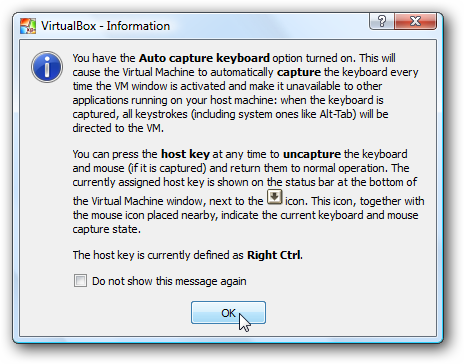 VirtualBox - Information
?
You have the Auto capture keyboard option turned on. This will
cause the Virtual Machine to automatically capture the keyboard every
time the VM window is activated and make it unavailable to other
applications running on your host machine: when the keyboard is
captured, all keystrokes (including system ones like Alt-Tab) will be
directed to the VM.
You can press the host key at any time to uncapture the keyboard
and mouse (if it is captured) and return them to normal operation. The
currently assigned host key is shown on the status bar at the bottom of
the Virtual Machine window, next to the icon. This icon, together with
the mouse icon placed nearby, indicate the current keyboard and mouse
capture state.
The host key is currently defined as Right Ctrl.
Do not show this message again
OK